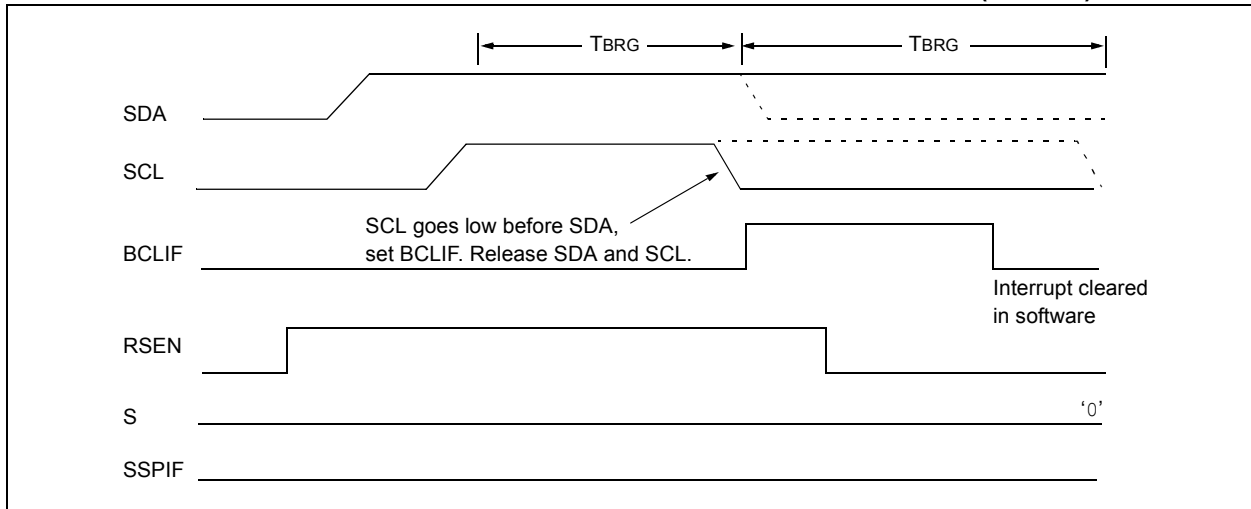 TBRG
TBRG
SDA
SCL
SCL goes low before SDA,
set BCLIF. Release SDA and SCL.
BCLIF
Interrupt cleared
in software
RSEN
S
‘0’
SSPIF